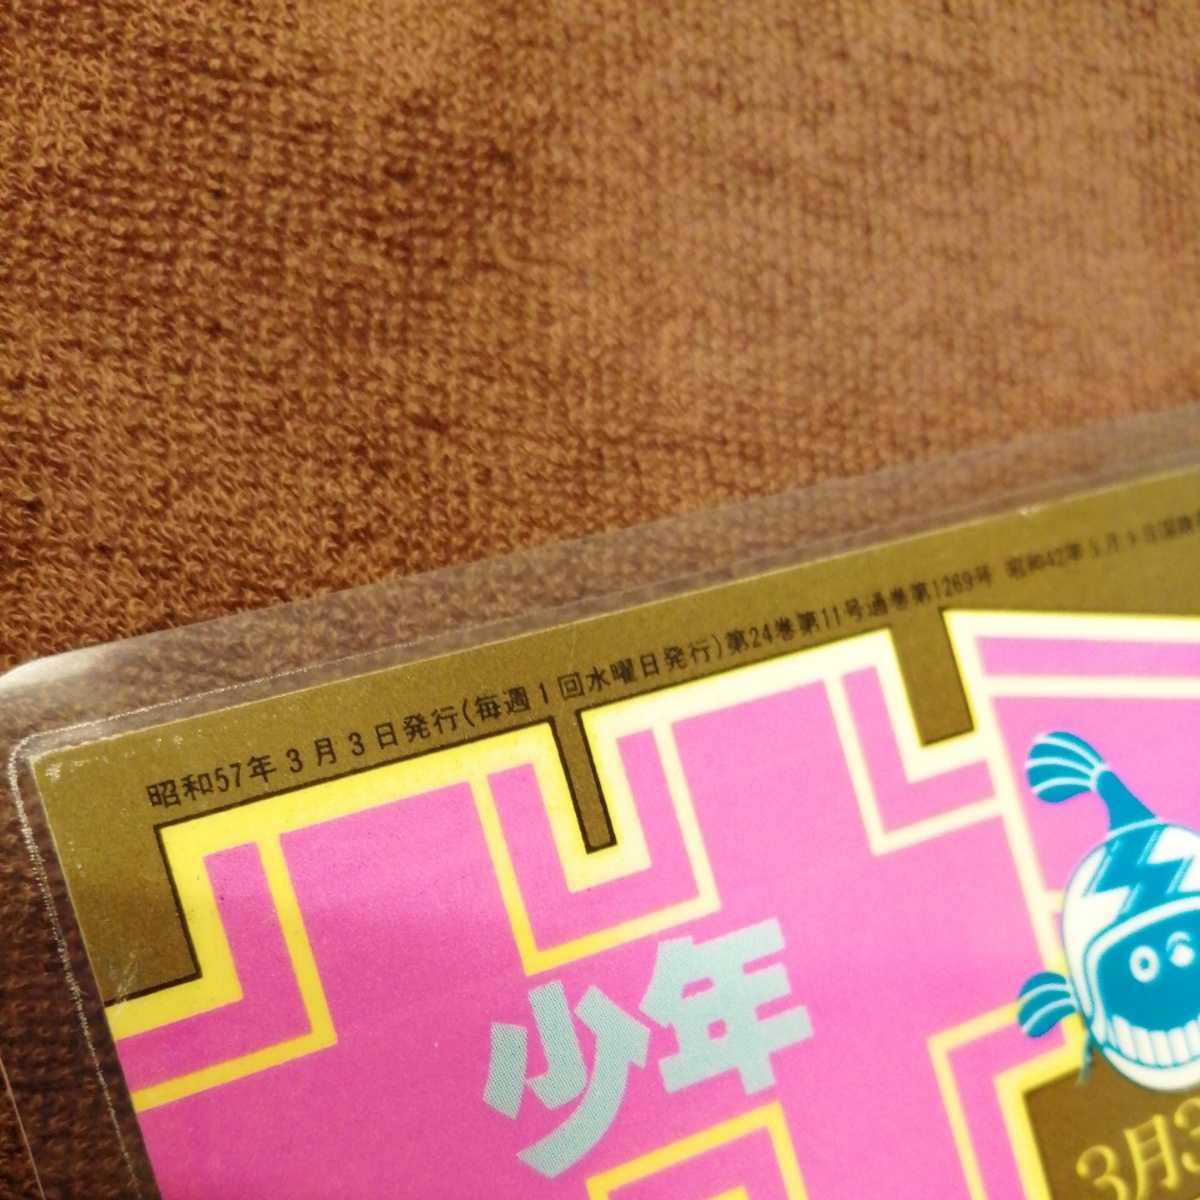 昭和57年3月3日発行(毎週1回水曜日発行)第24巻第11号通巻第1269号 昭和42年5月9日国鉄
少年
3月3